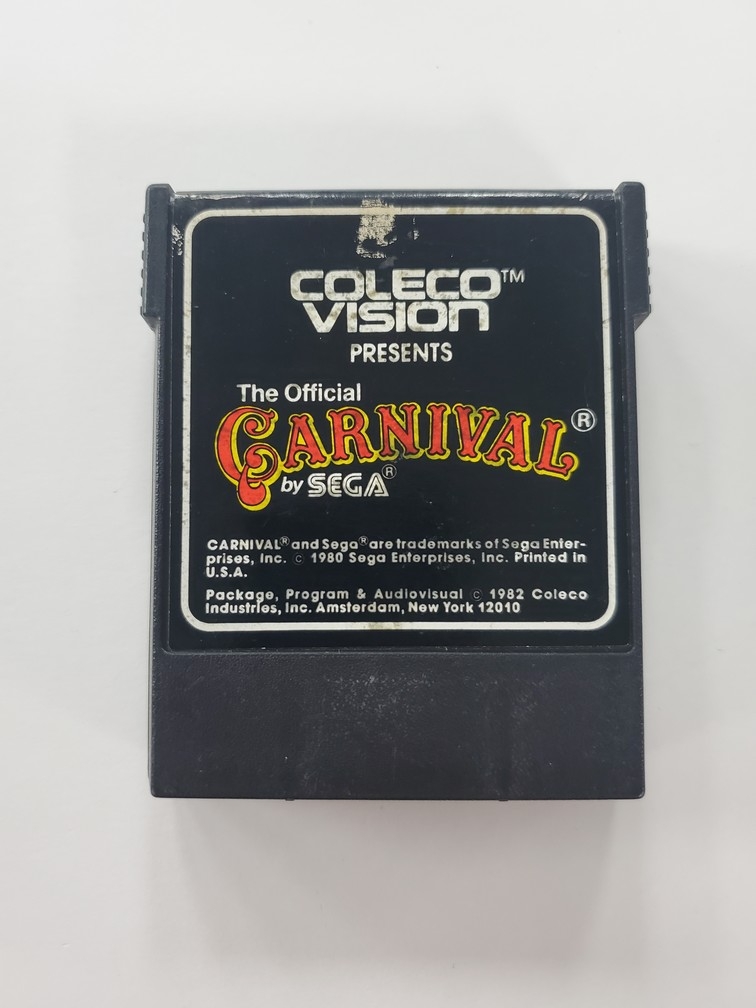 COLECO™
VISION
PRESENTS
The Official
CARNIVAL®
by SEGA®
CARNIVAL® and Sega® are trademarks of Sega Enter-
prises, Inc. © 1980 Sega Enterprises, Inc. Printed in
U.S.A.
Package, Program & Audiovisual © 1982 Coleco
Industries, Inc. Amsterdam, New York 12010